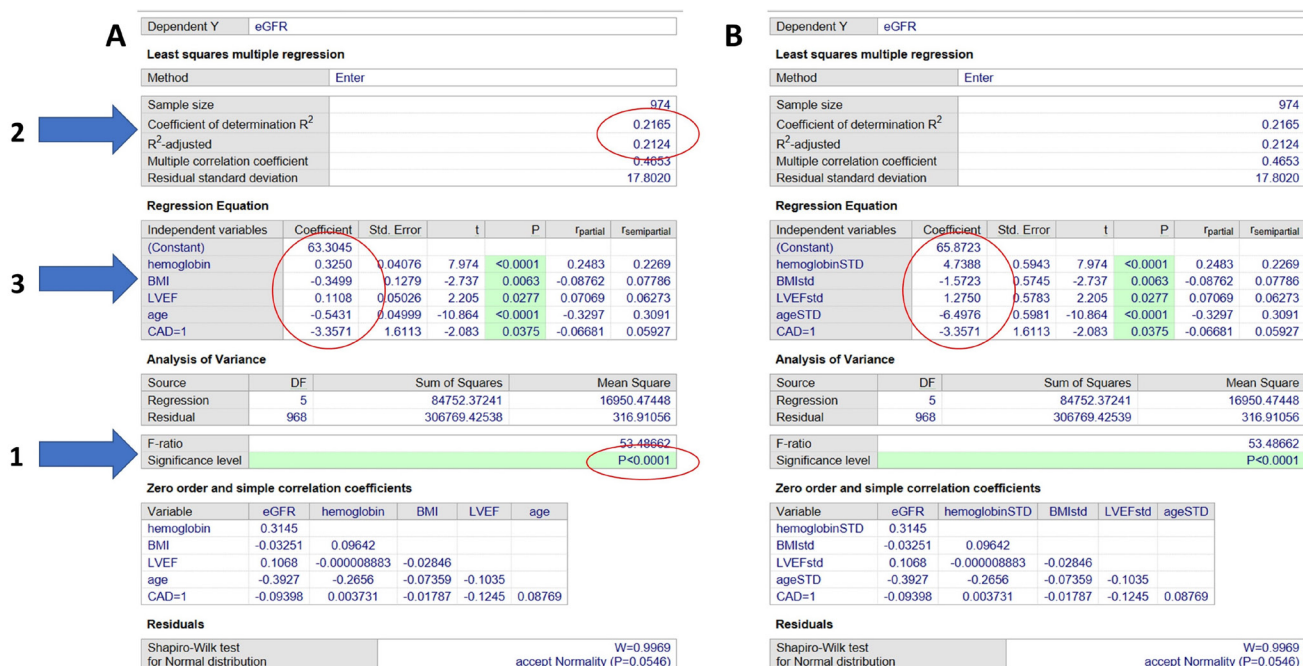 A
Dependent Y eGFR
Least squares multiple regression
Method Enter
Sample size 974
2
Coefficient of determination R² 0.2165
R²-adjusted 0.2124
Multiple correlation coefficient 0.4653
Residual standard deviation 17.8020
Regression Equation
Independent variables Coefficient Std. Error t P rpartial rsemipartial
(Constant) 63.3045
hemoglobin 0.3250 0.04076 7.974 <0.0001 0.2483 0.2269
3
BMI -0.3499 0.1279 -2.737 0.0063 -0.08762 0.07786
LVEF 0.1108 0.05026 2.205 0.0277 0.07069 0.06273
age -0.5431 0.04999 -10.864 <0.0001 -0.3297 0.3091
CAD=1 -3.3571 1.6113 -2.083 0.0375 -0.06681 0.05927
Analysis of Variance
Source DF Sum of Squares Mean Square
Regression 5 84752.37241 16950.47448
Residual 968 306769.42538 316.91056
1
F-ratio 53.48662
Significance level P<0.0001
Zero order and simple correlation coefficients
Variable eGFR hemoglobin BMI LVEF age
hemoglobin 0.3145
BMI -0.03251 0.09642
LVEF 0.1068 -0.000008883 -0.02846
age -0.3927 -0.2656 -0.07359 -0.1035
CAD=1 -0.09398 0.003731 -0.01787 -0.1245 0.08769
Residuals
Shapiro-Wilk test W=0.9969
for Normal distribution accept Normality (P=0.0546)
B
Dependent Y eGFR
Least squares multiple regression
Method Enter
Sample size 974
Coefficient of determination R² 0.2165
R²-adjusted 0.2124
Multiple correlation coefficient 0.4653
Residual standard deviation 17.8020
Regression Equation
Independent variables Coefficient Std. Error t P rpartial rsemipartial
(Constant) 65.8723
hemoglobinSTD 4.7388 0.5943 7.974 <0.0001 0.2483 0.2269
BMIstd -1.5723 0.5745 -2.737 0.0063 -0.08762 0.07786
LVEFstd 1.2750 0.5783 2.205 0.0277 0.07069 0.06273
ageSTD -6.4976 0.5981 -10.864 <0.0001 -0.3297 0.3091
CAD=1 -3.3571 1.6113 -2.083 0.0375 -0.06681 0.05927
Analysis of Variance
Source DF Sum of Squares Mean Square
Regression 5 84752.37241 16950.47448
Residual 968 306769.42539 316.91056
F-ratio 53.48662
Significance level P<0.0001
Zero order and simple correlation coefficients
Variable eGFR hemoglobinSTD BMIstd LVEFstd ageSTD
hemoglobinSTD 0.3145
BMIstd -0.03251 0.09642
LVEFstd 0.1068 -0.000008883 -0.02846
ageSTD -0.3927 -0.2656 -0.07359 -0.1035
CAD=1 -0.09398 0.003731 -0.01787 -0.1245 0.08769
Residuals
Shapiro-Wilk test W=0.9969
for Normal distribution accept Normality (P=0.0546)